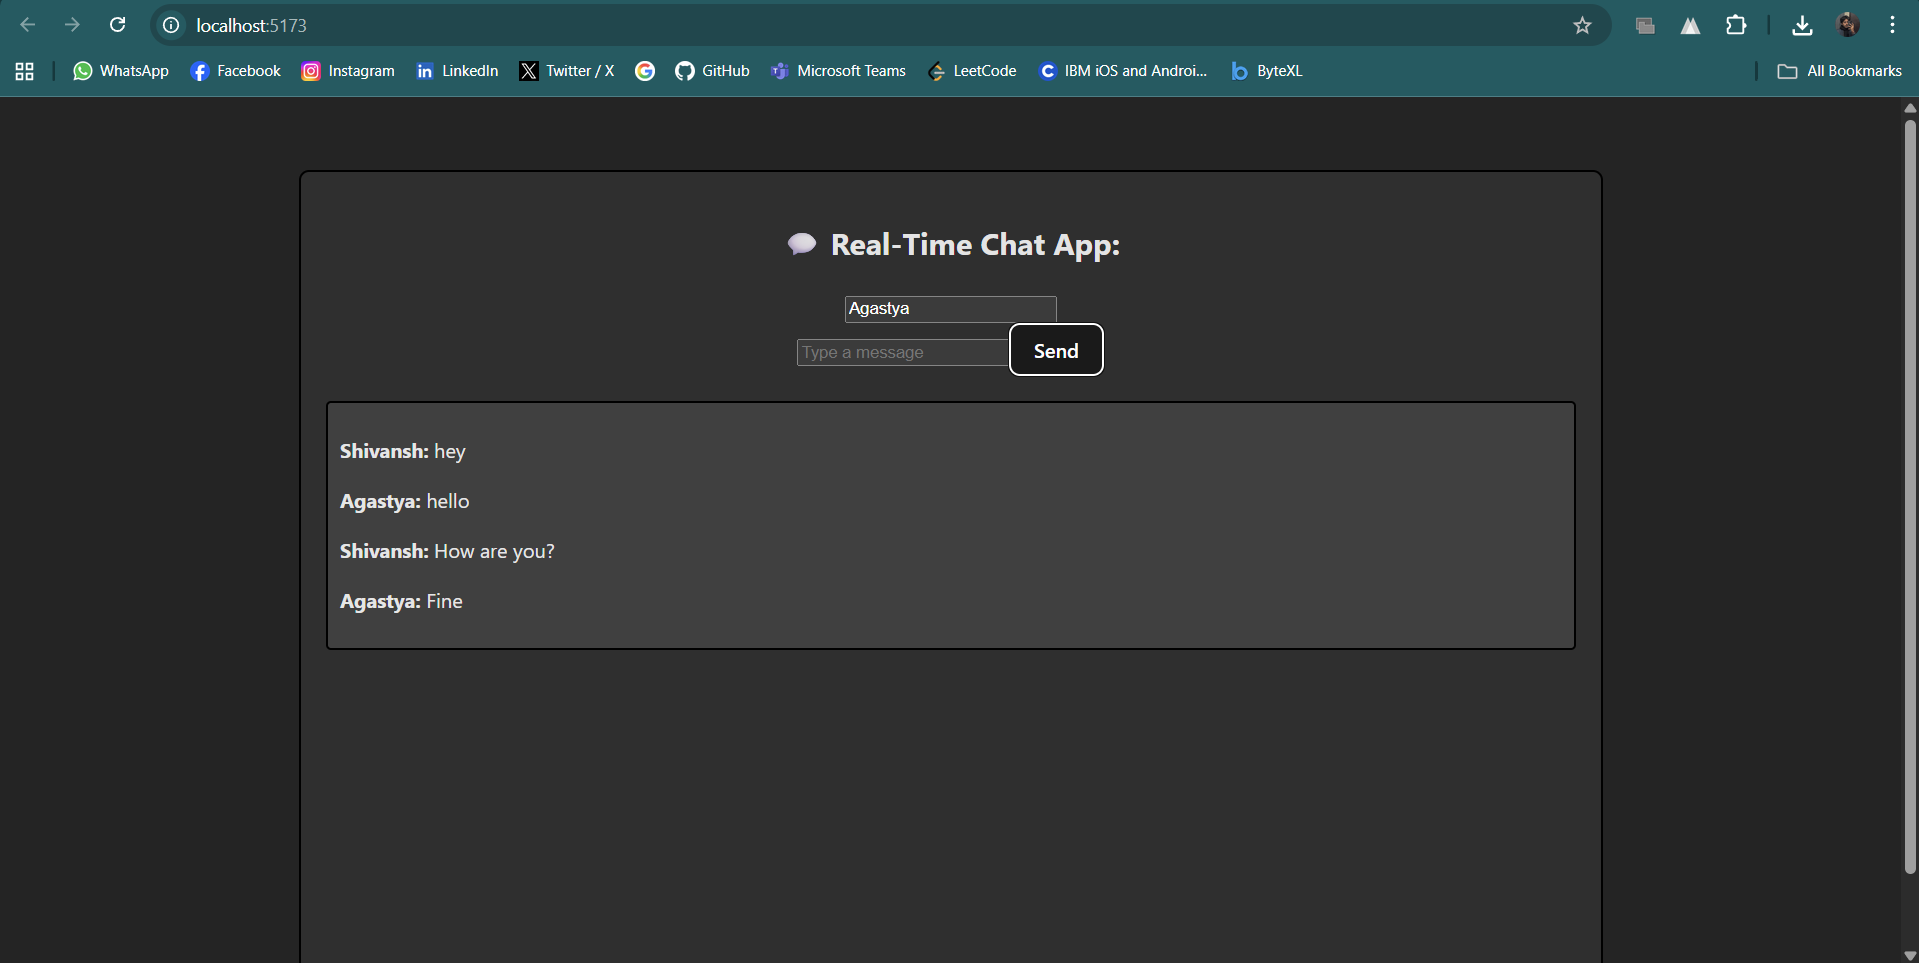 localhost:5173
WhatsApp Facebook Instagram LinkedIn Twitter / X GitHub Microsoft Teams LeetCode IBM iOS and Androi... ByteXL All Bookmarks
Real-Time Chat App:
Agastya
Type a message Send
Shivansh: hey
Agastya: hello
Shivansh: How are you?
Agastya: Fine